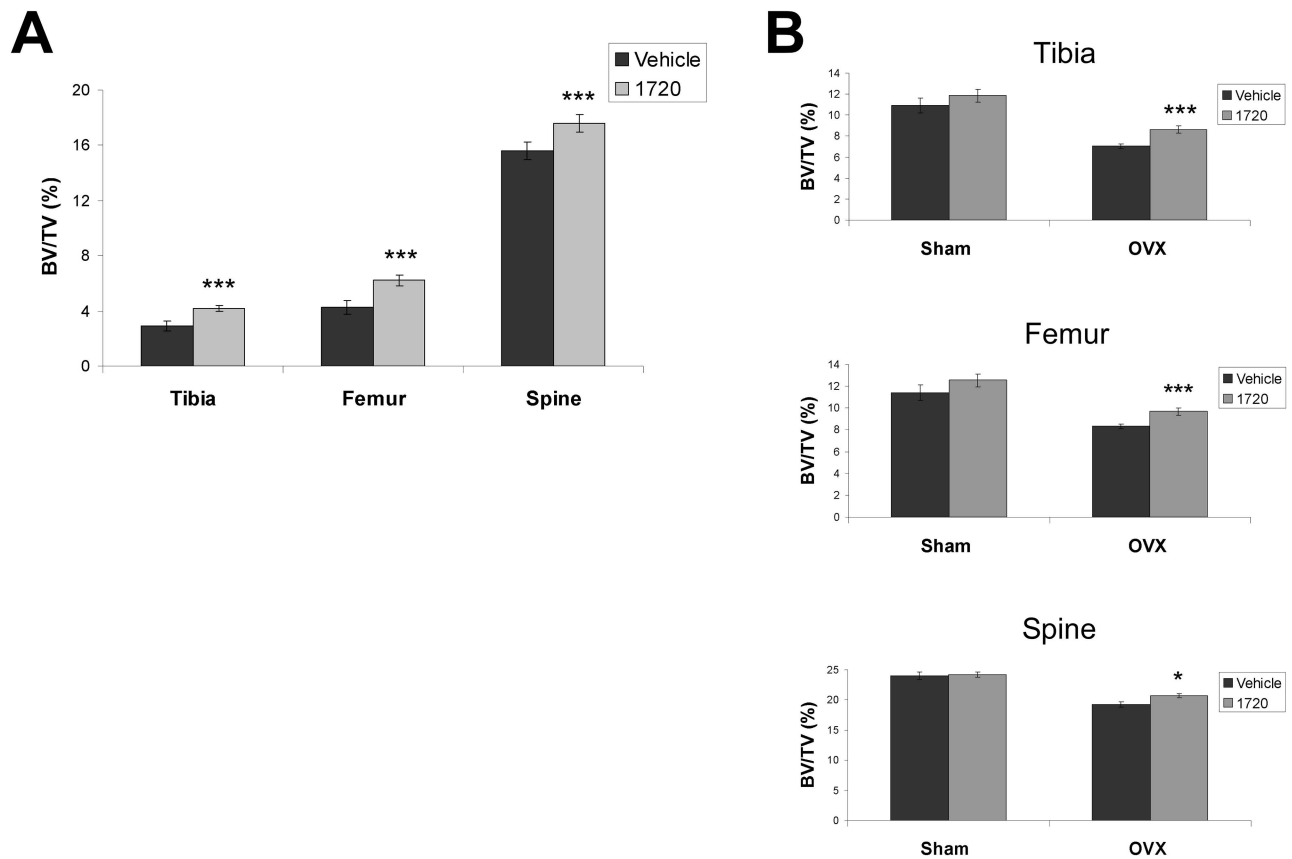 A
Vehicle
1720
BV/TV (%)
20
16
12
8
4
0
***
***
***
Tibia
Femur
Spine
B
Tibia
Vehicle
1720
BV/TV (%)
14
12
10
8
6
4
2
0
***
Sham
OVX
Femur
Vehicle
1720
BV/TV (%)
14
12
10
8
6
4
2
0
***
Sham
OVX
Spine
Vehicle
1720
BV/TV (%)
25
20
15
10
5
0
*
Sham
OVX